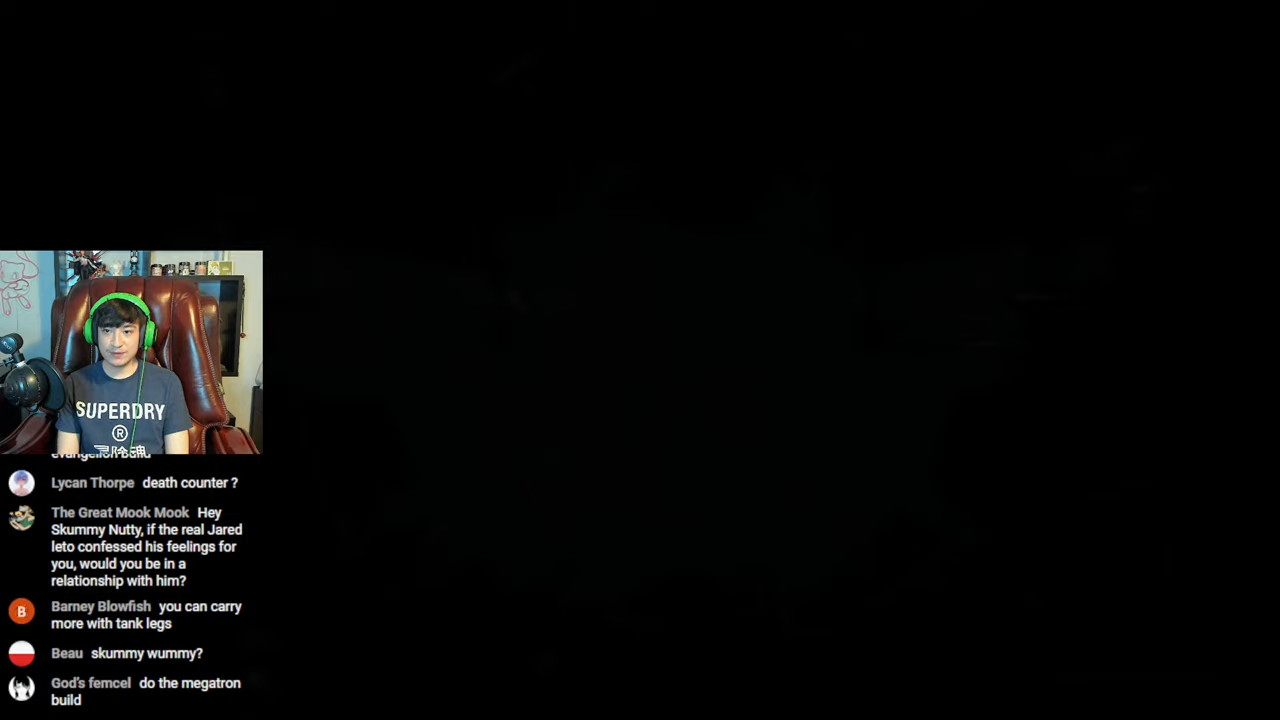 SUPERDRY
®
evangelion build
Lycan Thorpe death counter ?
The Great Mook Mook Hey
Skummy Nutty, if the real Jared
leto confessed his feelings for
you, would you be in a
relationship with him?
B
Barney Blowfish you can carry
more with tank legs
Beau skummy wummy?
God's femcel do the megatron
build